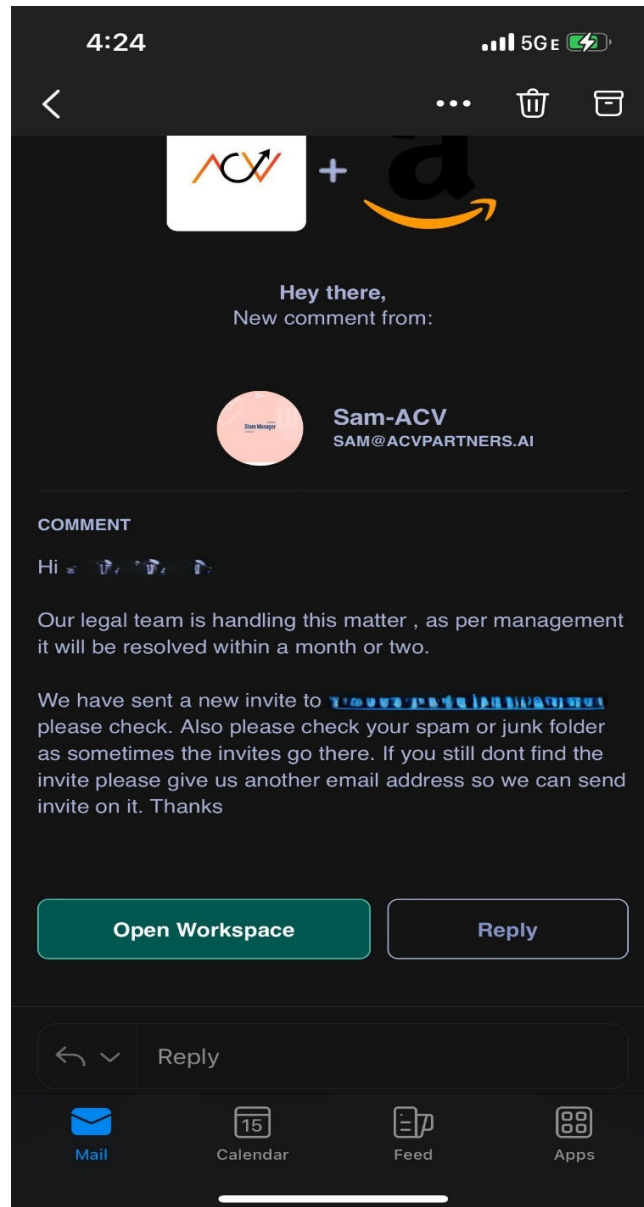 4:24
5GE
ACV + a
Hey there,
New comment from:
Store Manager
Sam-ACV
SAM@ACVPARTNERS.AI
COMMENT
Hi
Our legal team is handling this matter , as per management
it will be resolved within a month or two.
We have sent a new invite to
please check. Also please check your spam or junk folder
as sometimes the invites go there. If you still dont find the
invite please give us another email address so we can send
invite on it. Thanks
Open Workspace
Reply
Reply
15
Mail
Calendar
Feed
Apps